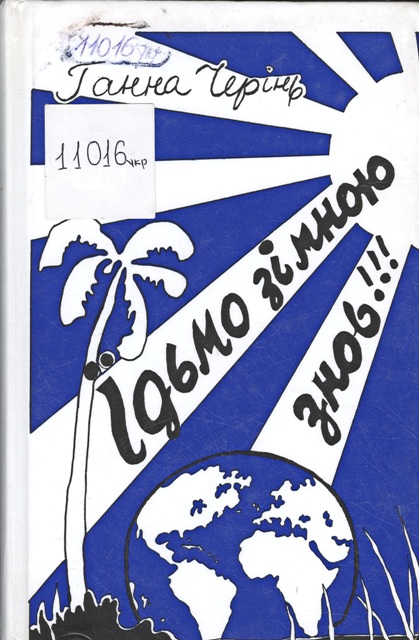 11016укр
Ганна Черінь
11016укр
Їдьмо зі мною
знов!!!